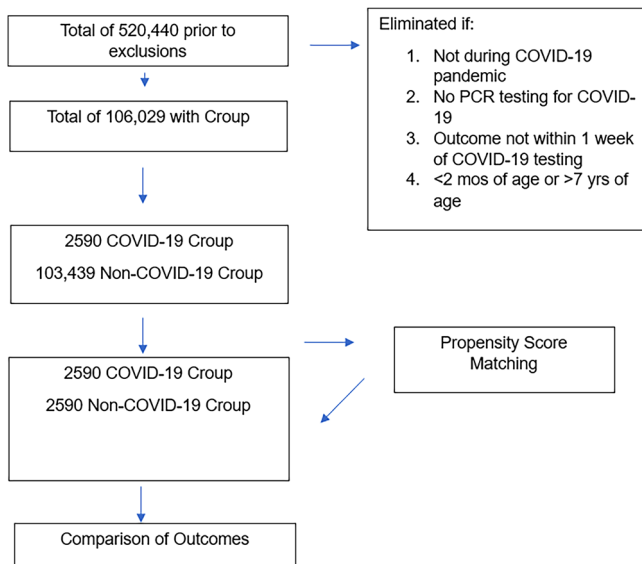 Total of 520,440 prior to
exclusions
Eliminated if:
1. Not during COVID-19
pandemic
2. No PCR testing for COVID-
19
3. Outcome not within 1 week
of COVID-19 testing
4. <2 mos of age or >7 yrs of
age
Total of 106,029 with Croup
2590 COVID-19 Croup
103,439 Non-COVID-19 Croup
2590 COVID-19 Croup
2590 Non-COVID-19 Croup
Propensity Score
Matching
Comparison of Outcomes